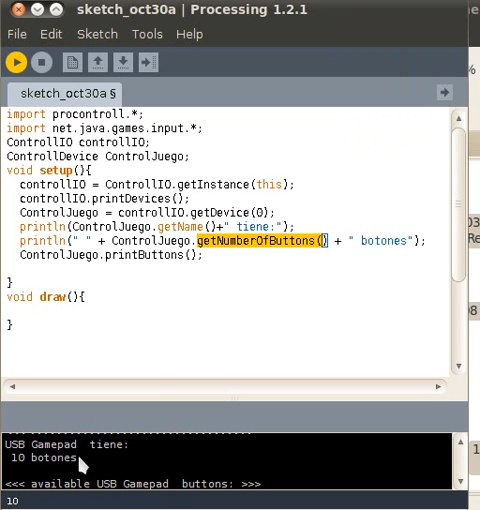 sketch_oct30a | Processing 1.2.1
File Edit Sketch Tools Help
sketch_oct30a §
import procontroll.*;
import net.java.games.input.*;
ControllIO controllIO;
ControllDevice ControlJuego;
void setup(){
controllIO = ControllIO.getInstance(this);
controllIO.printDevices();
ControlJuego = controllIO.getDevice(0);
println(ControlJuego.getName()+" tiene:");
println(" " + ControlJuego.getNumberOfButtons() + " botones");
ControlJuego.printButtons();
}
void draw(){
}
USB Gamepad tiene:
10 botones
<<< available USB Gamepad buttons: >>>
10